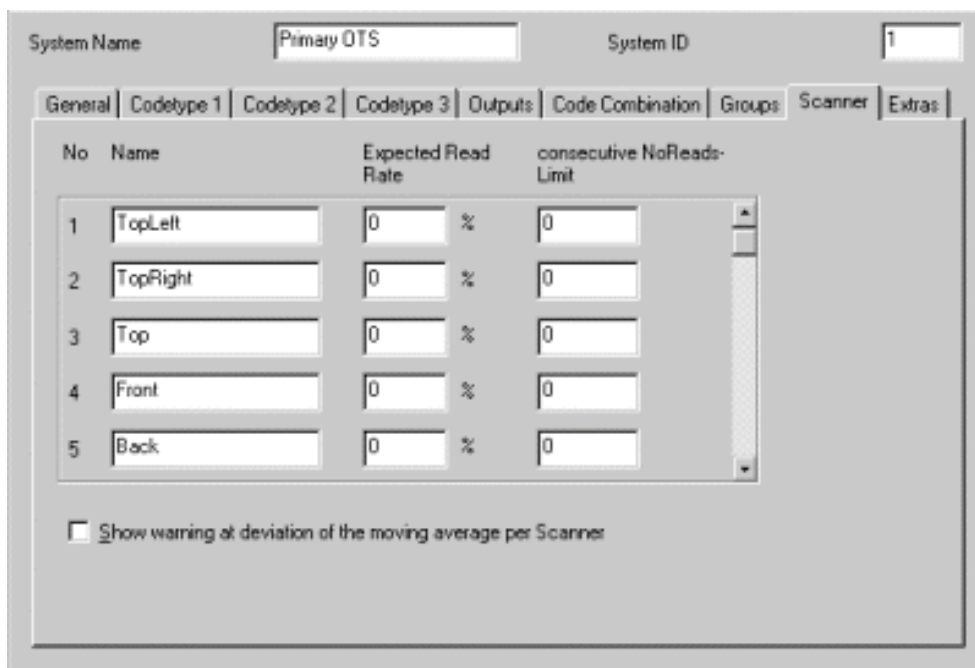 System Name Primary OTS System ID 1
General Codetype 1 Codetype 2 Codetype 3 Outputs Code Combination Groups Scanner Extras
No Name Expected Read Rate consecutive NoReads-Limit
1 TopLeft 0 % 0
2 TopRight 0 % 0
3 Top 0 % 0
4 Front 0 % 0
5 Back 0 % 0
Show warning at deviation of the moving average per Scanner